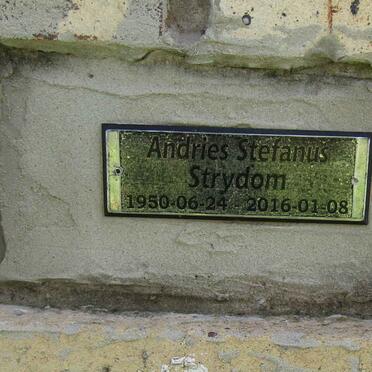 Andries Stefanus
Strydom
1950-06-24 - 2016-01-08